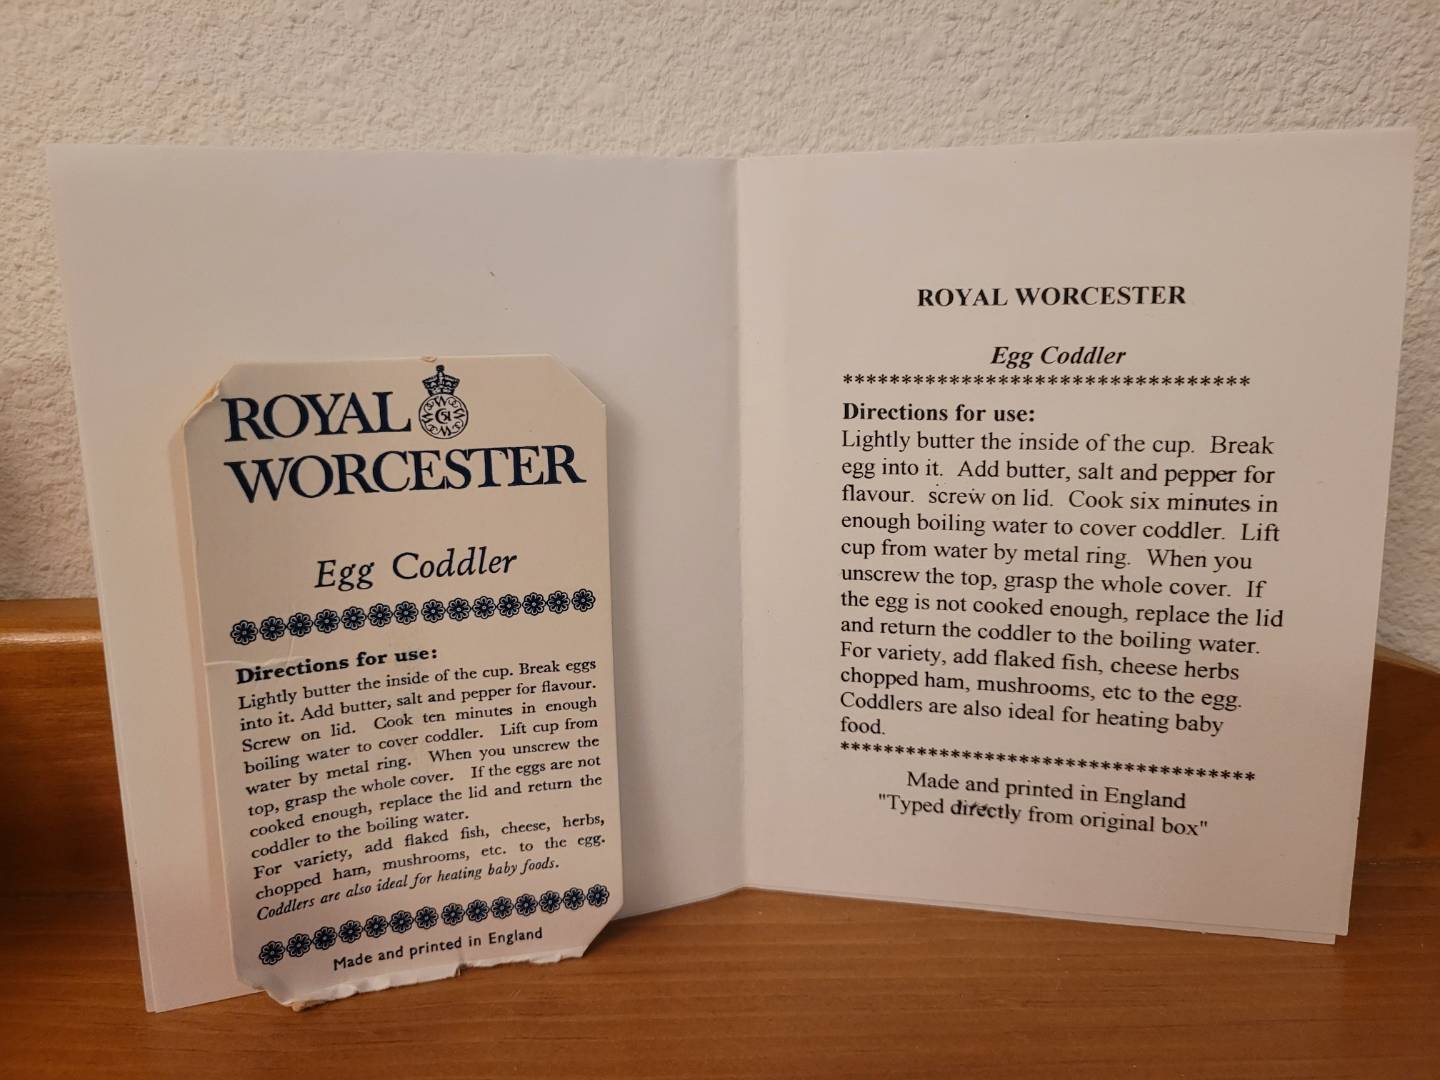 ROYAL
WORCESTER
Egg Coddler
Directions for use:
Lightly butter the inside of the cup. Break eggs
into it. Add butter, salt and pepper for flavour.
Screw on lid. Cook ten minutes in enough
boiling water to cover coddler. Lift cup from
water by metal ring. When you unscrew the
top, grasp the whole cover. If the eggs are not
cooked enough, replace the lid and return the
coddler to the boiling water.
For variety, add flaked fish, cheese, herbs,
chopped ham, mushrooms, etc. to the egg.
Coddlers are also ideal for heating baby foods.
Made and printed in England
ROYAL WORCESTER
Egg Coddler
**********************************
Directions for use:
Lightly butter the inside of the cup. Break
egg into it. Add butter, salt and pepper for
flavour. screw on lid. Cook six minutes in
enough boiling water to cover coddler. Lift
cup from water by metal ring. When you
unscrew the top, grasp the whole cover. If
the egg is not cooked enough, replace the lid
and return the coddler to the boiling water.
For variety, add flaked fish, cheese herbs
chopped ham, mushrooms, etc to the egg.
Coddlers are also ideal for heating baby
food.
***********************************
Made and printed in England
"Typed directly from original box"